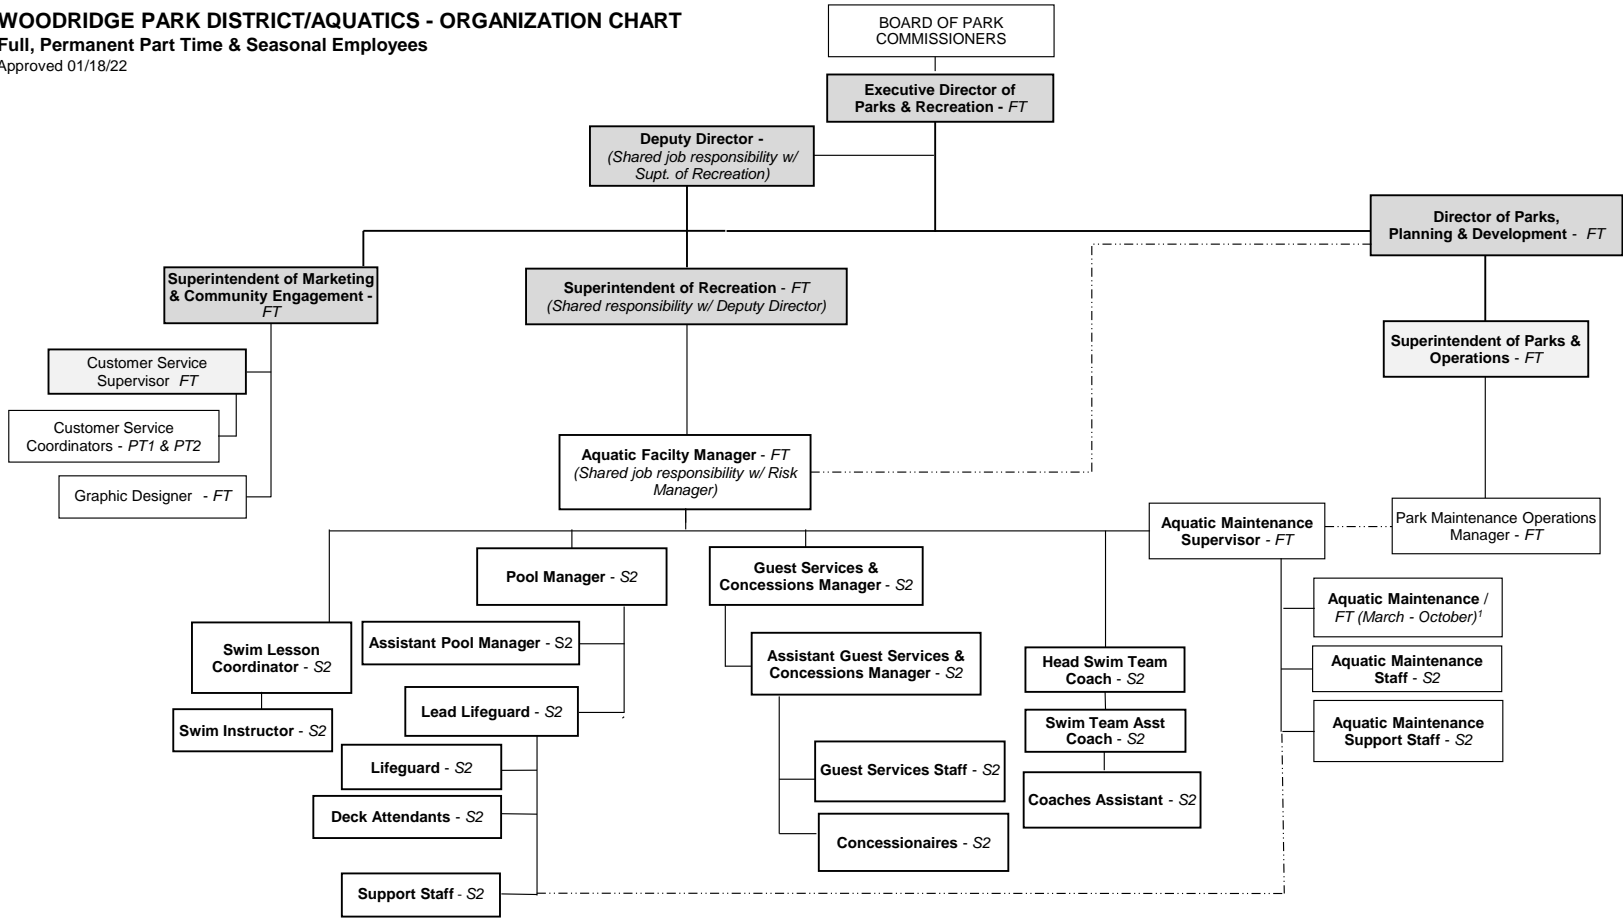 WOODRIDGE PARK DISTRICT/AQUATICS - ORGANIZATION CHART
Full, Permanent Part Time & Seasonal Employees
Approved 01/18/22
BOARD OF PARK
COMMISSIONERS
Executive Director of
Parks & Recreation - FT
Deputy Director -
(Shared job responsibility w/
Supt. of Recreation)
Director of Parks,
Planning & Development - FT
Superintendent of Marketing
& Community Engagement -
FT
Superintendent of Recreation - FT
(Shared responsibility w/ Deputy Director)
Superintendent of Parks &
Operations - FT
Customer Service
Supervisor FT
Customer Service
Coordinators - PT1 & PT2
Graphic Designer - FT
Aquatic Facilty Manager - FT
(Shared job responsibility w/ Risk
Manager)
Aquatic Maintenance
Supervisor - FT
Park Maintenance Operations
Manager - FT
Pool Manager - S2
Guest Services &
Concessions Manager - S2
Aquatic Maintenance /
FT (March - October)¹
Swim Lesson
Coordinator - S2
Assistant Pool Manager - S2
Assistant Guest Services &
Concessions Manager - S2
Head Swim Team
Coach - S2
Aquatic Maintenance
Staff - S2
Swim Instructor - S2
Lead Lifeguard - S2
Swim Team Asst
Coach - S2
Aquatic Maintenance
Support Staff - S2
Lifeguard - S2
Guest Services Staff - S2
Coaches Assistant - S2
Deck Attendants - S2
Concessionaires - S2
Support Staff - S2